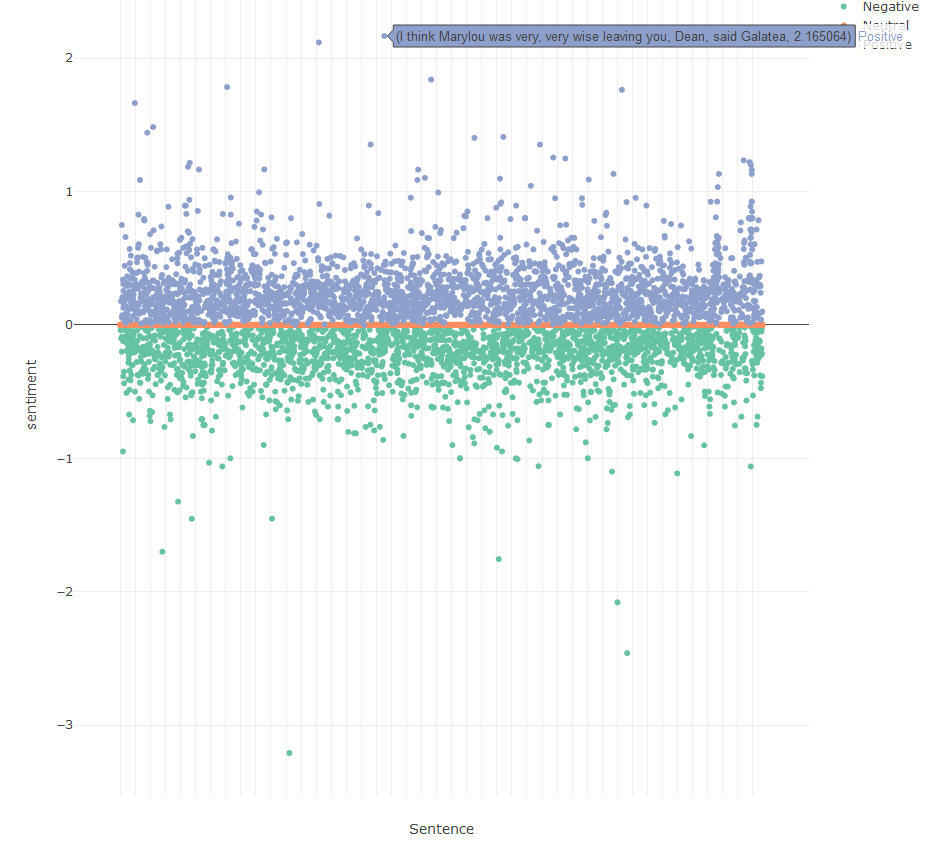 Negative
Neutral
(I think Marylou was very, very wise leaving you, Dean, said Galatea, 2.165064) Positive
Positive
2
1
0
sentiment
−1
−2
−3
Sentence